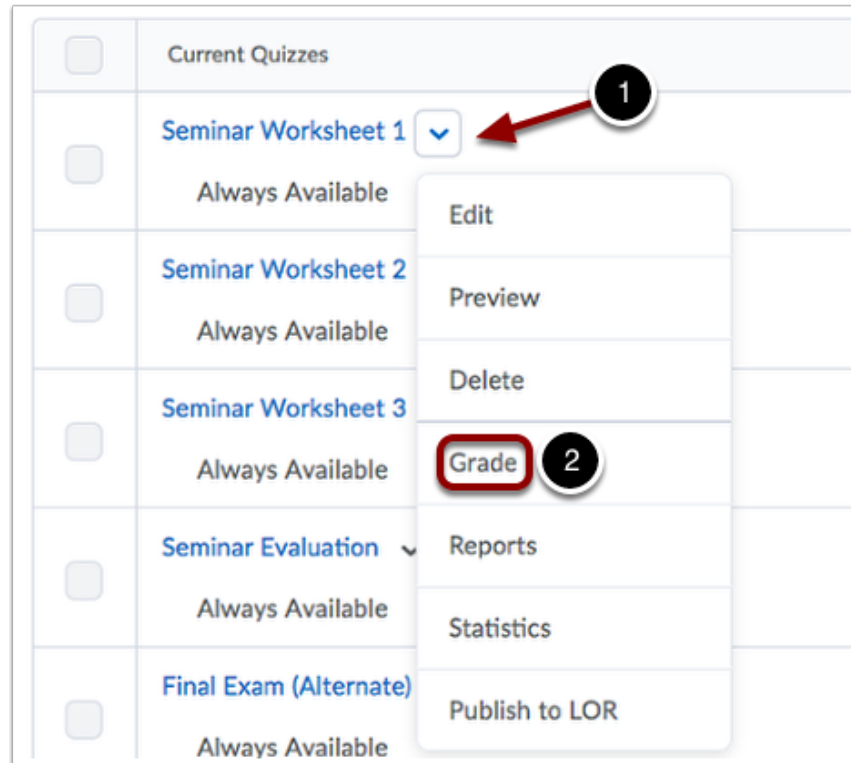 Current Quizzes
1
Seminar Worksheet 1
Always Available
Edit
Seminar Worksheet 2
Preview
Always Available
Delete
Seminar Worksheet 3
Grade 2
Always Available
Seminar Evaluation
Reports
Always Available
Statistics
Final Exam (Alternate)
Publish to LOR
Always Available